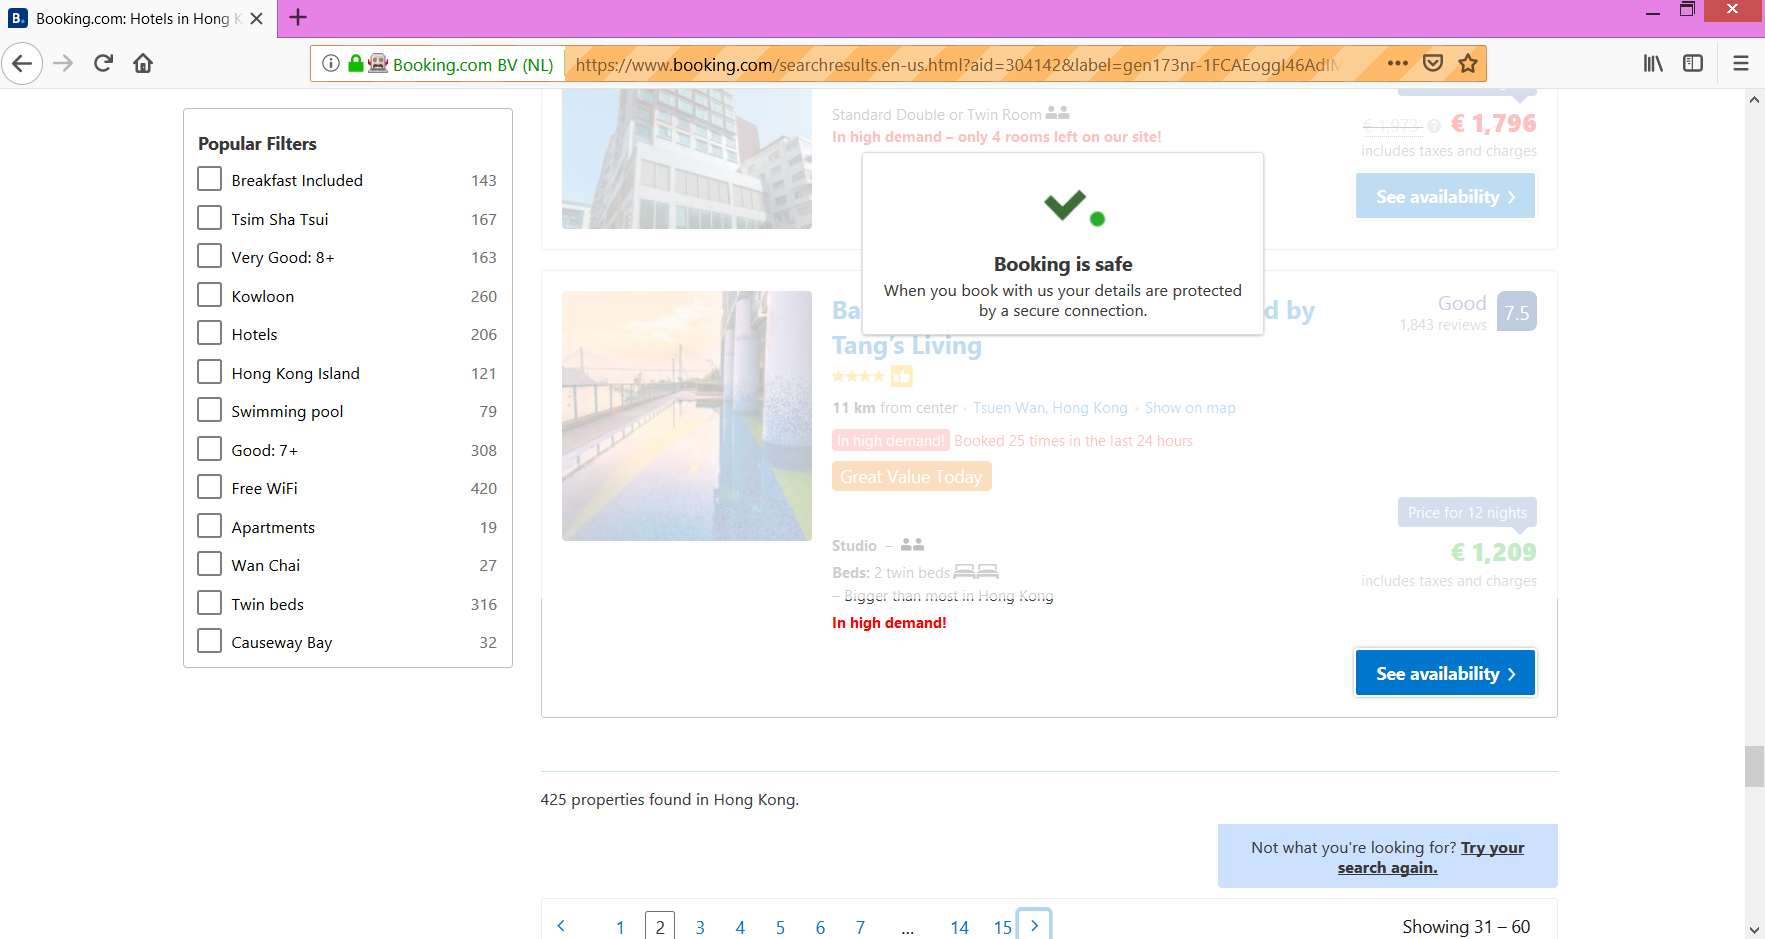 Booking.com: Hotels in Hong K
Booking.com BV (NL)
https://www.booking.com/searchresults.en-us.html?aid=304142&label=gen173nr-1FCAEoggI46AdIM
Popular Filters
Breakfast Included 143
Tsim Sha Tsui 167
Very Good: 8+ 163
Kowloon 260
Hotels 206
Hong Kong Island 121
Swimming pool 79
Good: 7+ 308
Free WiFi 420
Apartments 19
Wan Chai 27
Twin beds 316
Causeway Bay 32
Standard Double or Twin Room
In high demand – only 4 rooms left on our site!
€ 1,973 € 1,796
includes taxes and charges
See availability
Booking is safe
When you book with us your details are protected
by a secure connection.
Ba d by
Tang’s Living
Good 7.5
1,843 reviews
11 km from center Tsuen Wan, Hong Kong Show on map
In high demand! Booked 25 times in the last 24 hours
Great Value Today
Price for 12 nights
€ 1,209
includes taxes and charges
Studio –
Beds: 2 twin beds
– Bigger than most in Hong Kong
In high demand!
See availability
425 properties found in Hong Kong.
Not what you're looking for? Try your
search again.
1 2 3 4 5 6 7 ... 14 15
Showing 31 – 60